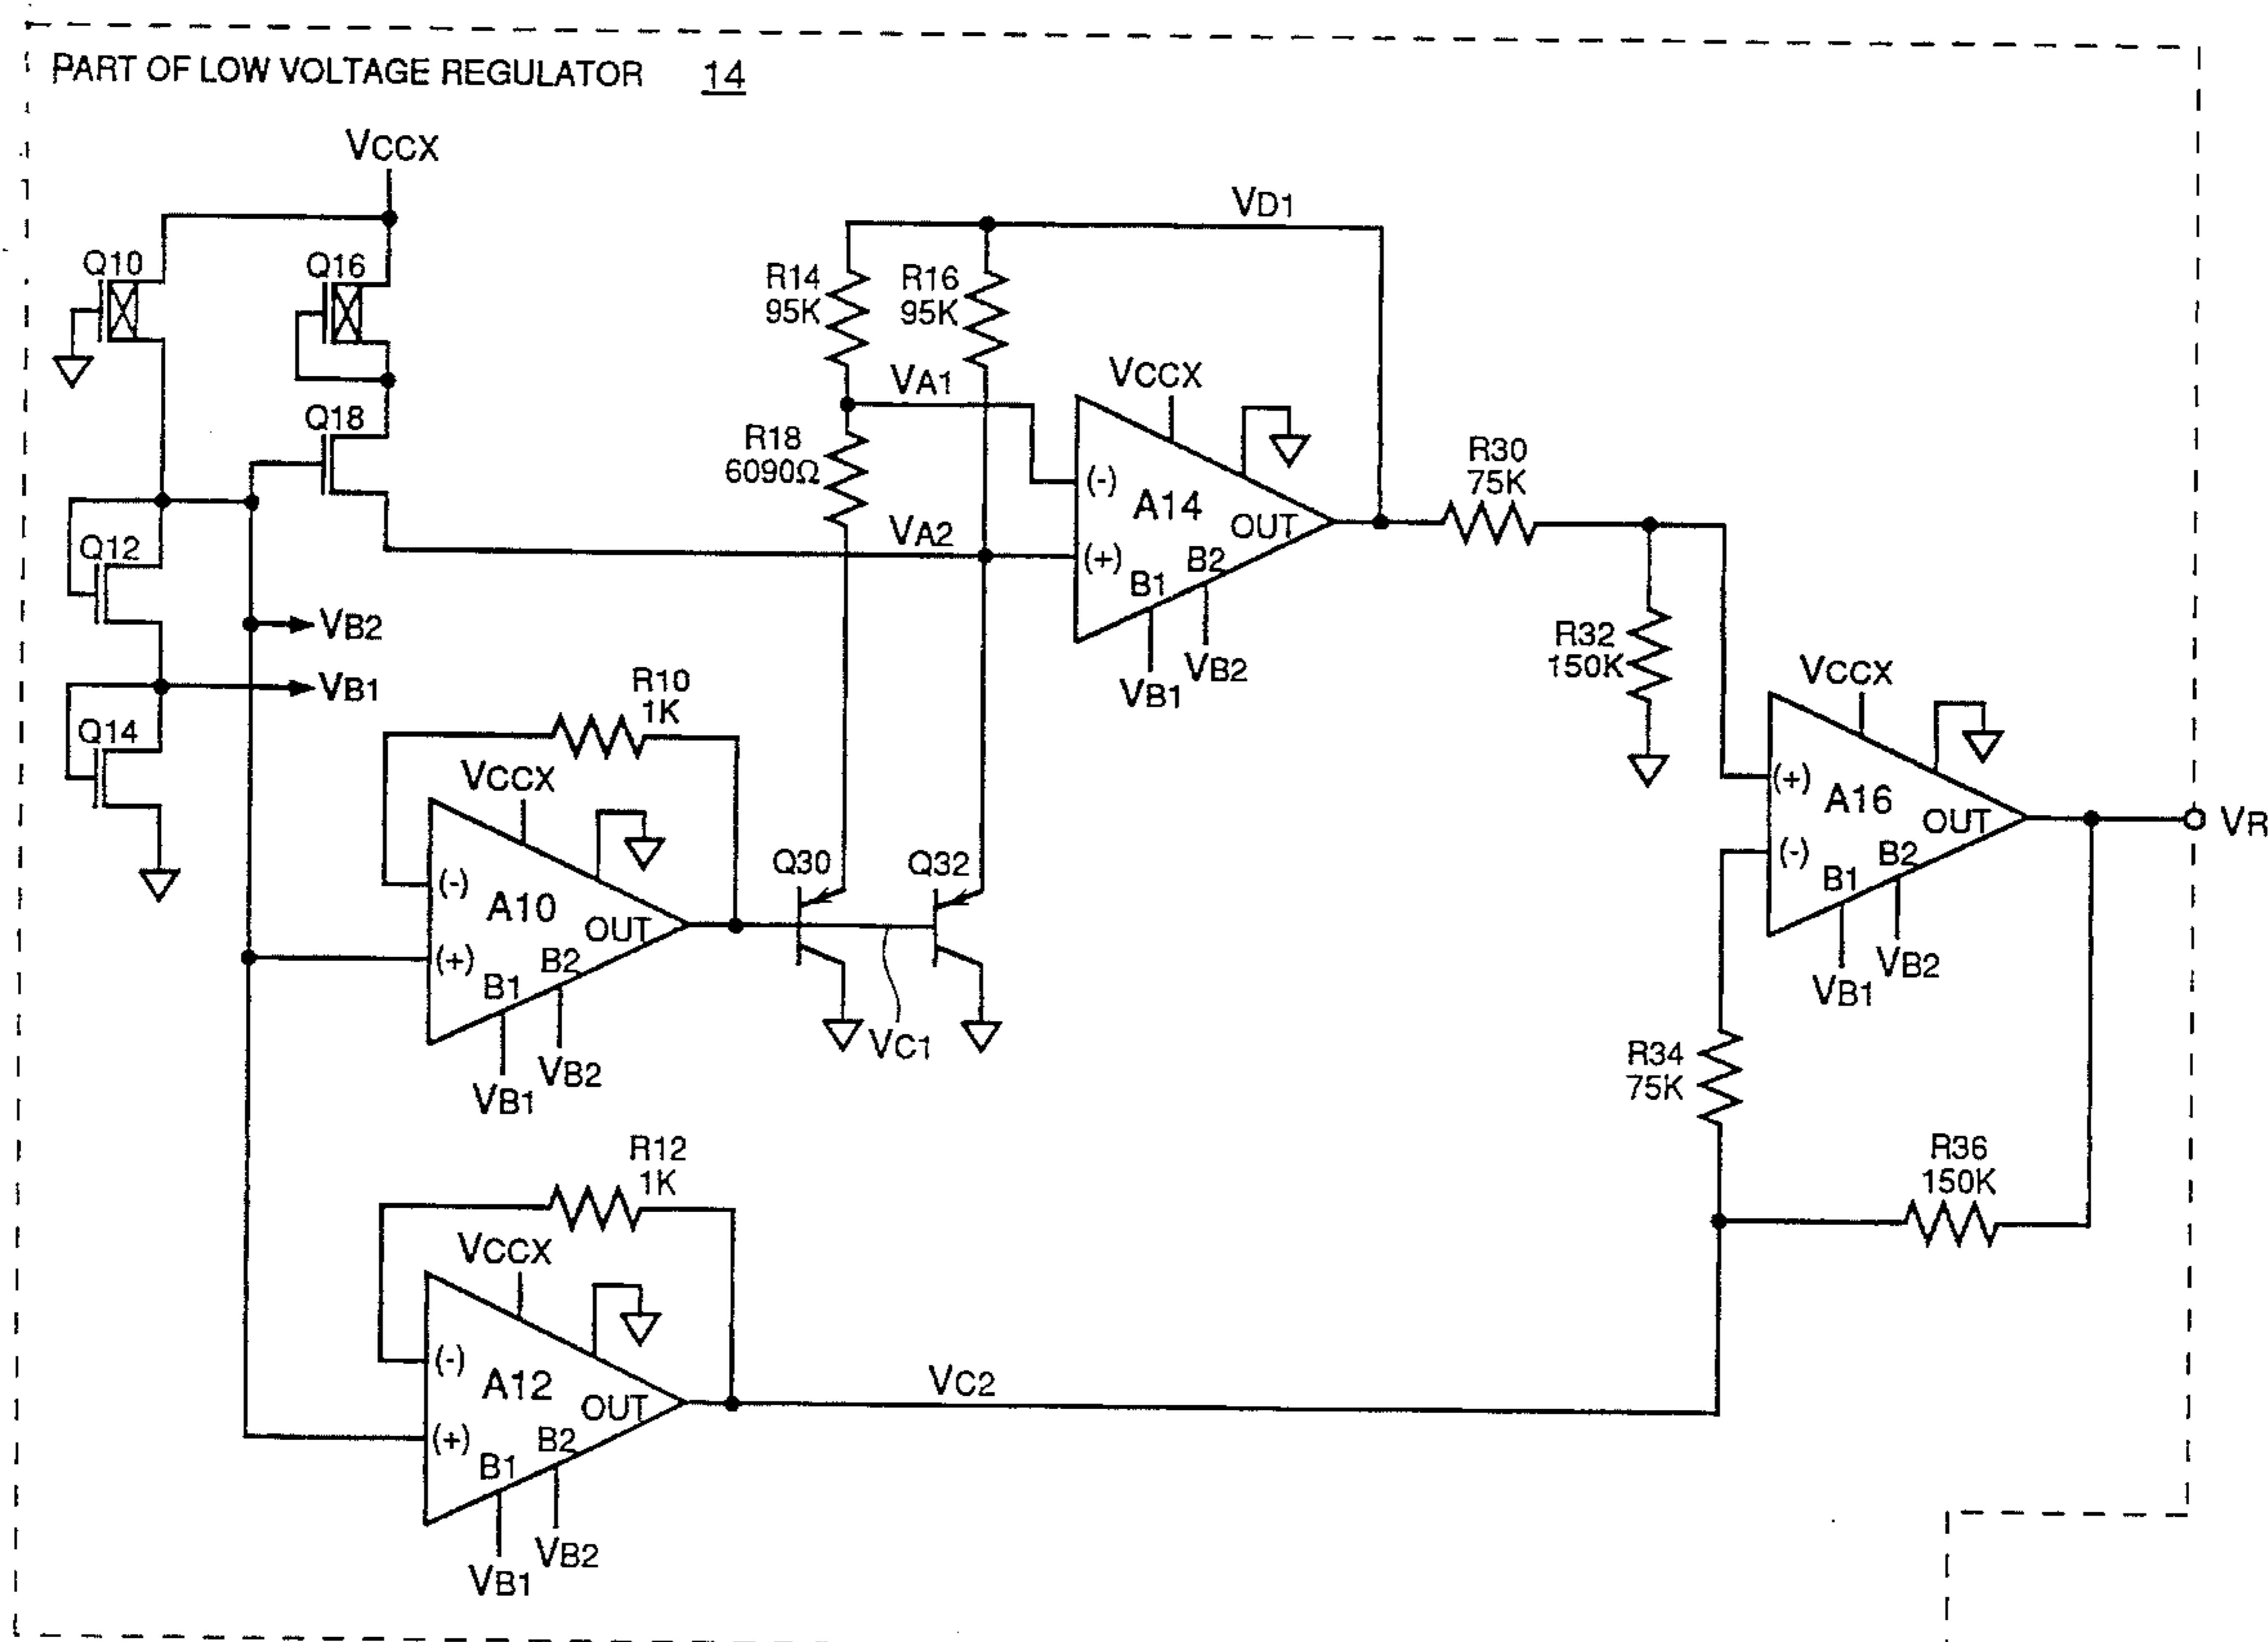 PART OF LOW VOLTAGE REGULATOR 14
VCCX
Q10
Q16
Q18
Q12
VB2
VB1
Q14
VD1
R14
95K
R16
95K
VA1
R18
6090Ω
VA2
VCCX
(-)
A14
OUT
(+)
B1
B2
VB1
VB2
R30
75K
R32
150K
R10
1K
VCCX
(-)
A10
OUT
(+)
B1
B2
VB1
VB2
Q30
Q32
VC1
VCCX
(+)
A16
OUT
(-)
B1
B2
VB1
VB2
VR
R34
75K
R36
150K
R12
1K
VCCX
(-)
A12
OUT
(+)
B1
B2
VB1
VB2
VC2